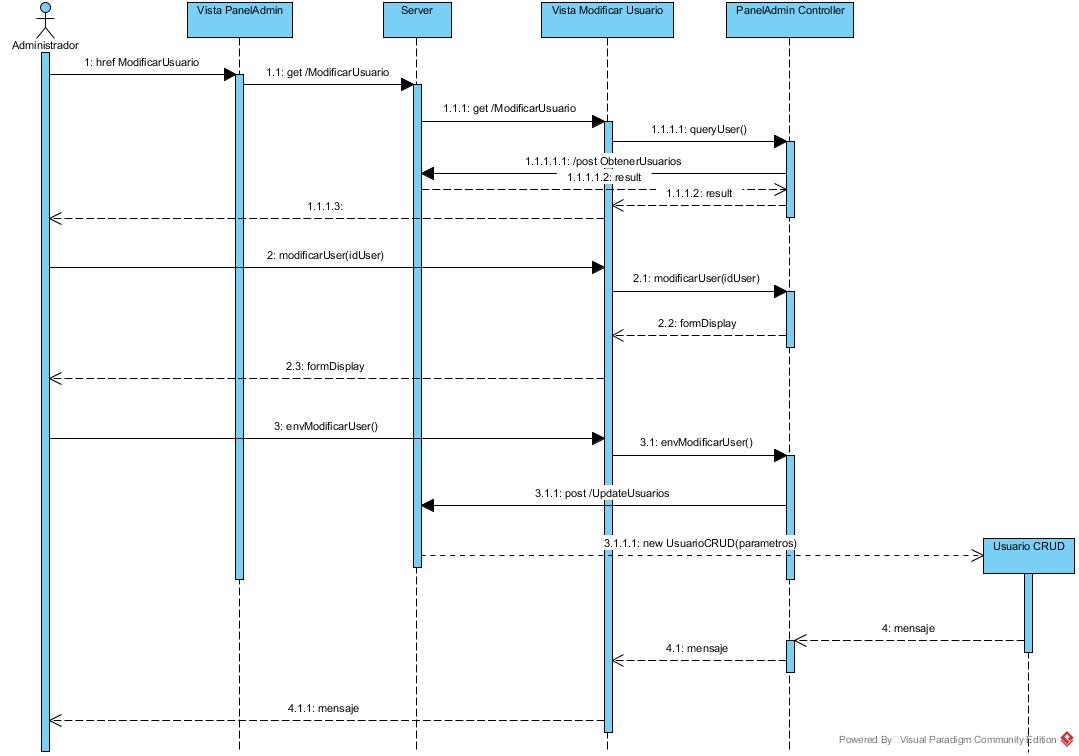 Administrador
Vista PanelAdmin
Server
Vista Modificar Usuario
PanelAdmin Controller
1: href ModificarUsuario
1.1: get /ModificarUsuario
1.1.1: get /ModificarUsuario
1.1.1.1: queryUser()
1.1.1.1.1: /post ObtenerUsuarios
1.1.1.1.2: result
1.1.1.2: result
1.1.1.3:
2: modificarUser(idUser)
2.1: modificarUser(idUser)
2.2: formDisplay
2.3: formDisplay
3: envModificarUser()
3.1: envModificarUser()
3.1.1: post /UpdateUsuarios
3.1.1.1: new UsuarioCRUD(parametros)
Usuario CRUD
4: mensaje
4.1: mensaje
4.1.1: mensaje
Powered By Visual Paradigm Community Edition